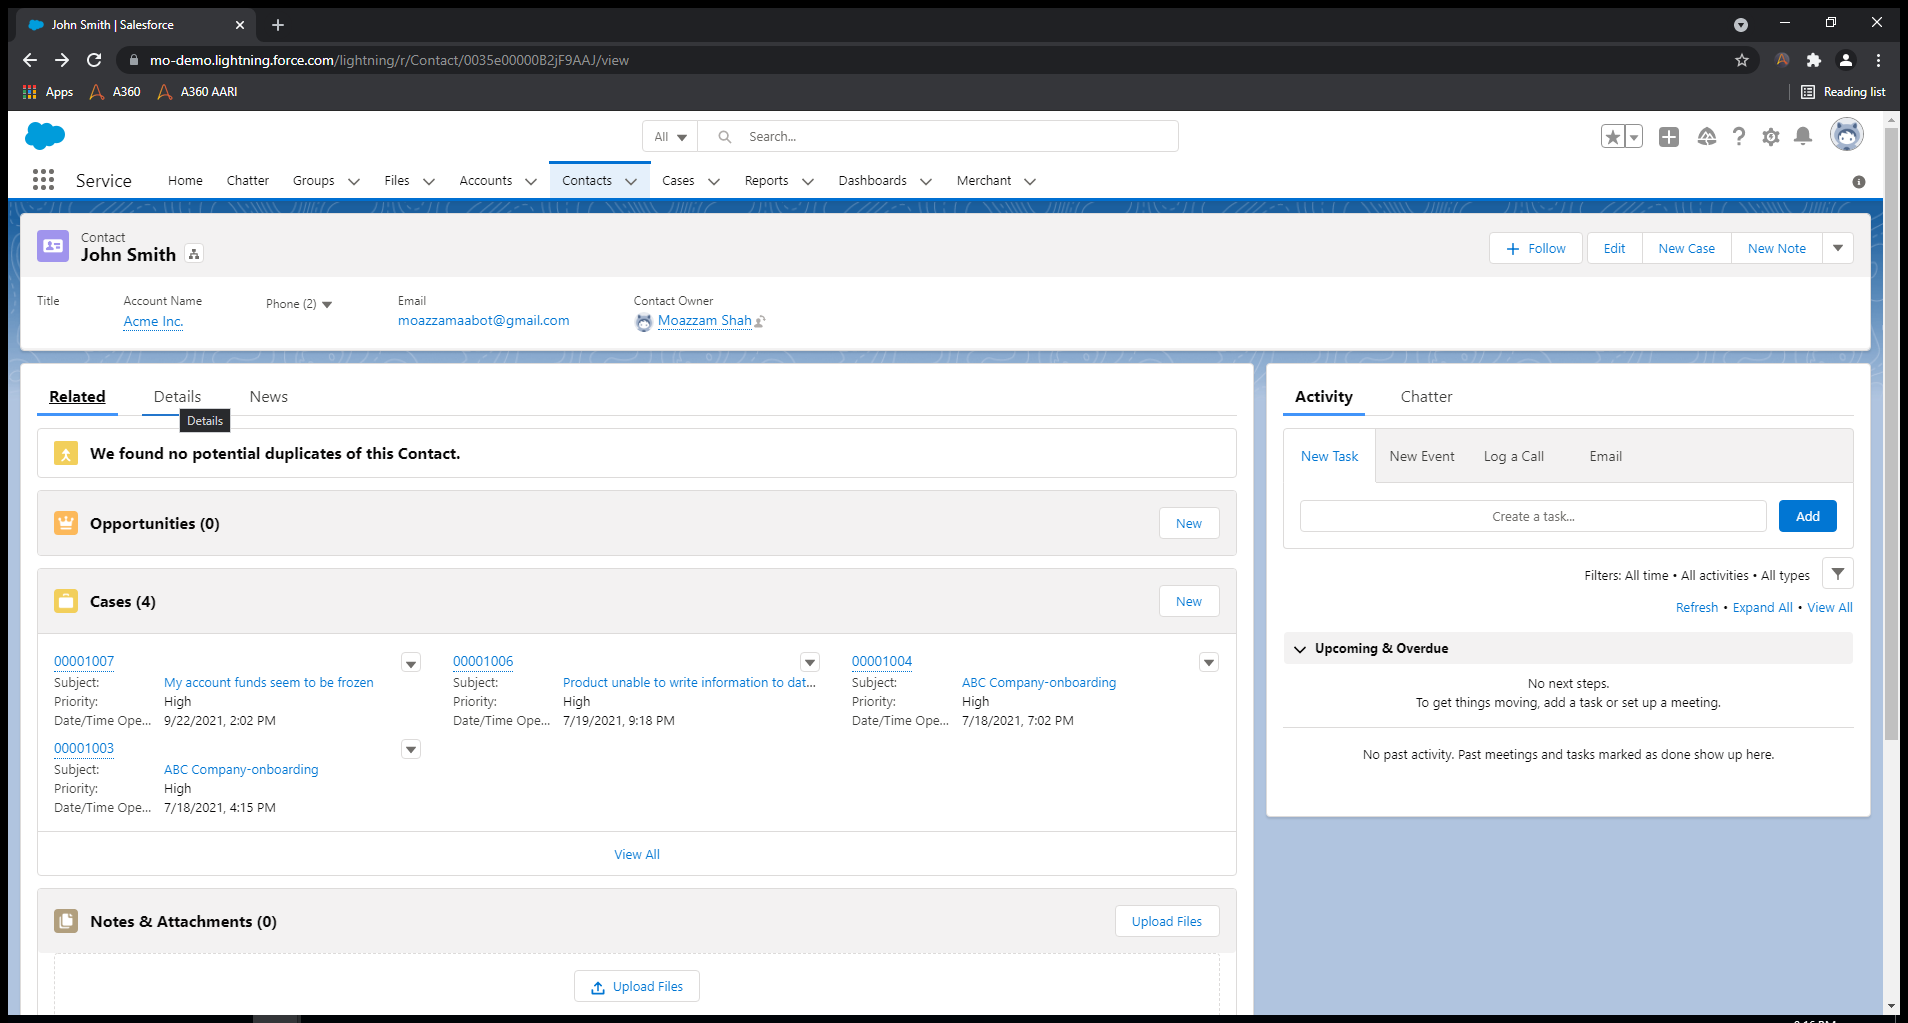 John Smith | Salesforce
mo-demo.lightning.force.com/lightning/r/Contact/0035e00000B2jF9AAJ/view
Apps A360 A360 AARI Reading list
All Search...
Service Home Chatter Groups Files Accounts Contacts Cases Reports Dashboards Merchant
Contact
John Smith
Follow Edit New Case New Note
Title Account Name Phone (2) Email Contact Owner
Acme Inc. moazzamaabot@gmail.com Moazzam Shah
Related Details News
Details
We found no potential duplicates of this Contact.
Opportunities (0) New
Cases (4) New
00001007 00001006 00001004
Subject: My account funds seem to be frozen Subject: Product unable to write information to dat... Subject: ABC Company-onboarding
Priority: High Priority: High Priority: High
Date/Time Ope... 9/22/2021, 2:02 PM Date/Time Ope... 7/19/2021, 9:18 PM Date/Time Ope... 7/18/2021, 7:02 PM
00001003
Subject: ABC Company-onboarding
Priority: High
Date/Time Ope... 7/18/2021, 4:15 PM
View All
Notes & Attachments (0) Upload Files
Upload Files
Activity Chatter
New Task New Event Log a Call Email
Create a task... Add
Filters: All time • All activities • All types
Refresh • Expand All • View All
Upcoming & Overdue
No next steps.
To get things moving, add a task or set up a meeting.
No past activity. Past meetings and tasks marked as done show up here.